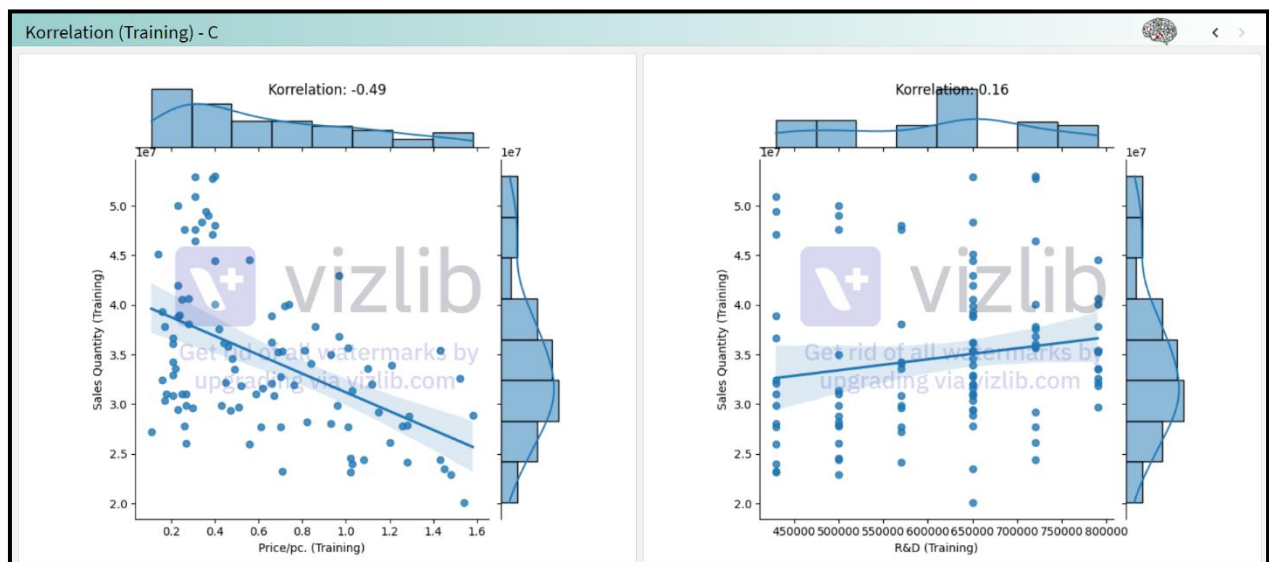 Korrelation (Training) - C
Korrelation: -0.49
1e7
1e7
5.0
4.5
4.0
3.5
3.0
2.5
2.0
Sales Quantity (Training)
vizlib
Get rid of all watermarks by
upgrading via vizlib.com
0.2 0.4 0.6 0.8 1.0 1.2 1.4 1.6
Price/pc. (Training)
Korrelation: 0.16
1e7
1e7
5.0
4.5
4.0
3.5
3.0
2.5
2.0
Sales Quantity (Training)
vizlib
Get rid of all watermarks by
upgrading via vizlib.com
450000 500000 550000 600000 650000 700000 750000 800000
R&D (Training)